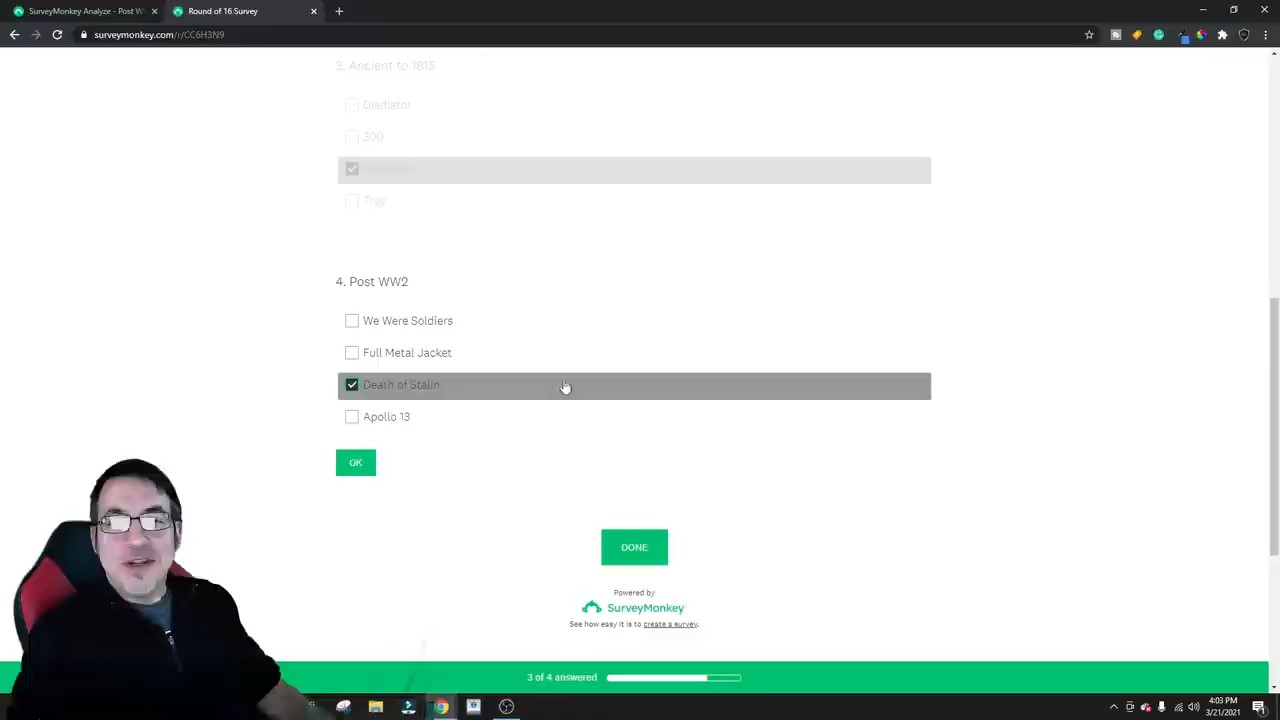 SurveyMonkey Analyze - Post W
Round of 16 Survey
surveymonkey.com/r/CC6H3N9
3. Ancient to 1815
Gladiator
300
Troy
4. Post WW2
We Were Soldiers
Full Metal Jacket
Death of Stalin
Apollo 13
OK
DONE
Powered by
SurveyMonkey
See how easy it is to create a survey.
3 of 4 answered
4:03 PM
3/21/2021